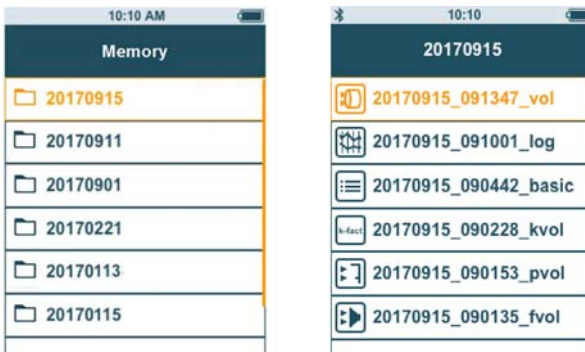 10:10 AM
Memory
20170915
20170911
20170901
20170221
20170113
20170115
10:10
20170915
20170915_091347_vol
20170915_091001_log
20170915_090442_basic
k-fact
20170915_090228_kvol
20170915_090153_pvol
20170915_090135_fvol